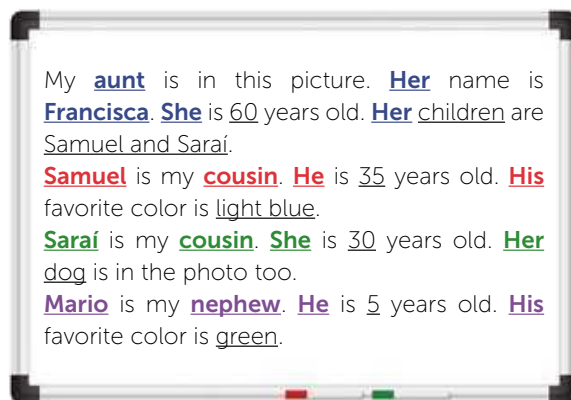 My aunt is in this picture. Her name is
Francisca. She is 60 years old. Her children are
Samuel and Saraí.
Samuel is my cousin. He is 35 years old. His
favorite color is light blue.
Saraí is my cousin. She is 30 years old. Her
dog is in the photo too.
Mario is my nephew. He is 5 years old. His
favorite color is green.